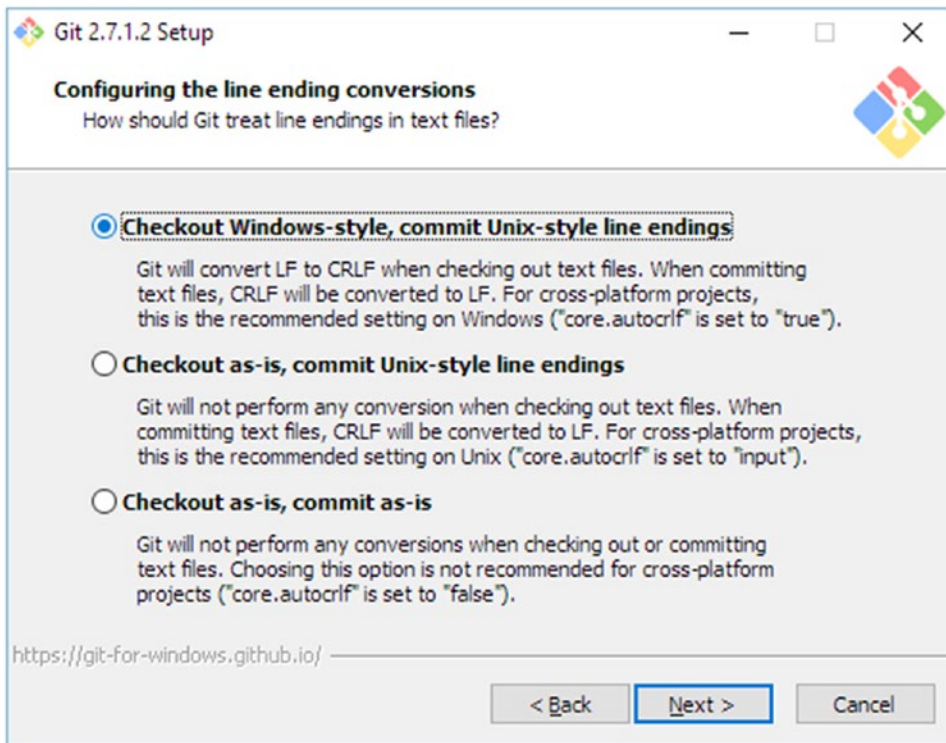 Git 2.7.1.2 Setup
Configuring the line ending conversions
How should Git treat line endings in text files?
Checkout Windows-style, commit Unix-style line endings
Git will convert LF to CRLF when checking out text files. When committing
text files, CRLF will be converted to LF. For cross-platform projects,
this is the recommended setting on Windows ("core.autocrlf" is set to "true").
Checkout as-is, commit Unix-style line endings
Git will not perform any conversion when checking out text files. When
committing text files, CRLF will be converted to LF. For cross-platform projects,
this is the recommended setting on Unix ("core.autocrlf" is set to "input").
Checkout as-is, commit as-is
Git will not perform any conversions when checking out or committing
text files. Choosing this option is not recommended for cross-platform
projects ("core.autocrlf" is set to "false").
https://git-for-windows.github.io/
< Back Next > Cancel